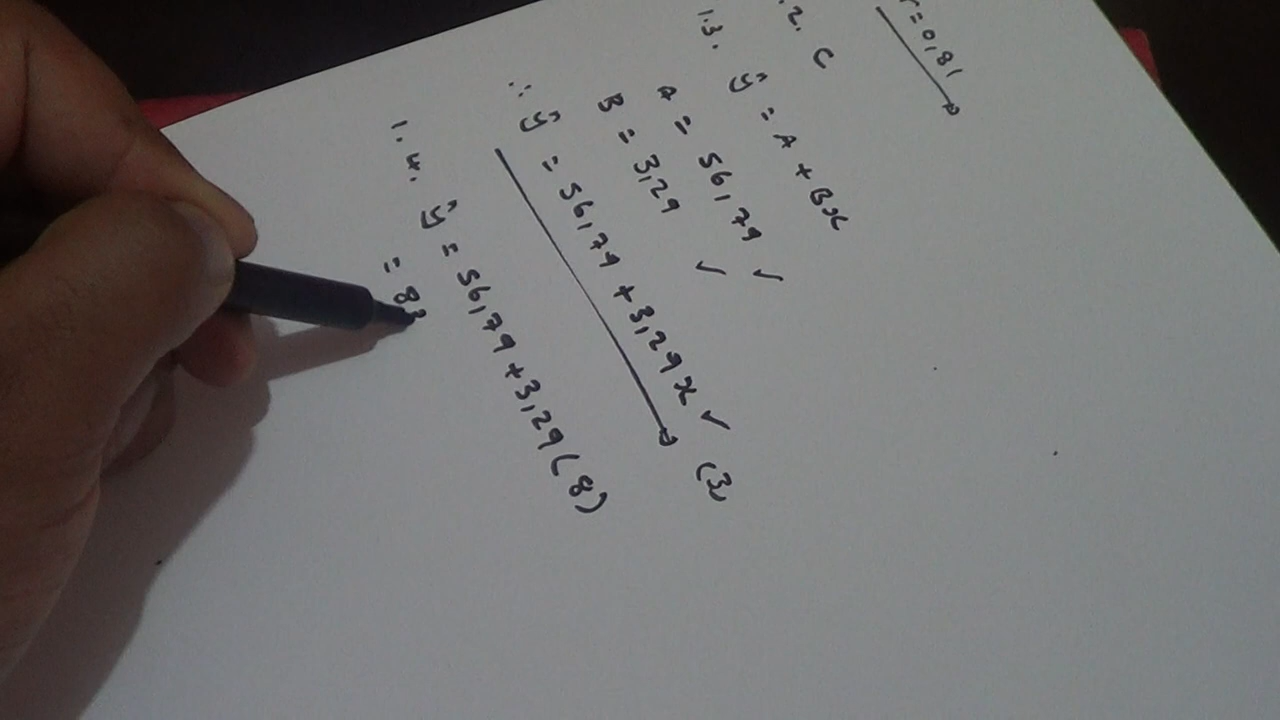 r = 0,81
1.2. C
1.3. ŷ = A + Bx
A = 56,79 ✓
B = 3,29 ✓
∴ ŷ = 56,79 + 3,29x ✓ (3)
1.4. ŷ = 56,79 + 3,29(8)
= 83